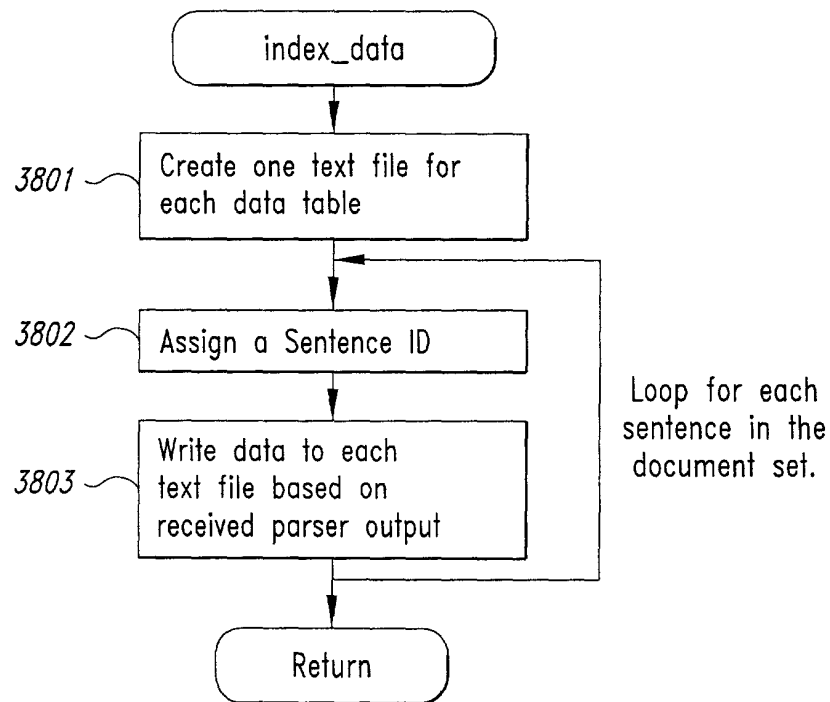 index_data
3801
Create one text file for
each data table
3802
Assign a Sentence ID
Loop for each
sentence in the
document set.
3803
Write data to each
text file based on
received parser output
Return